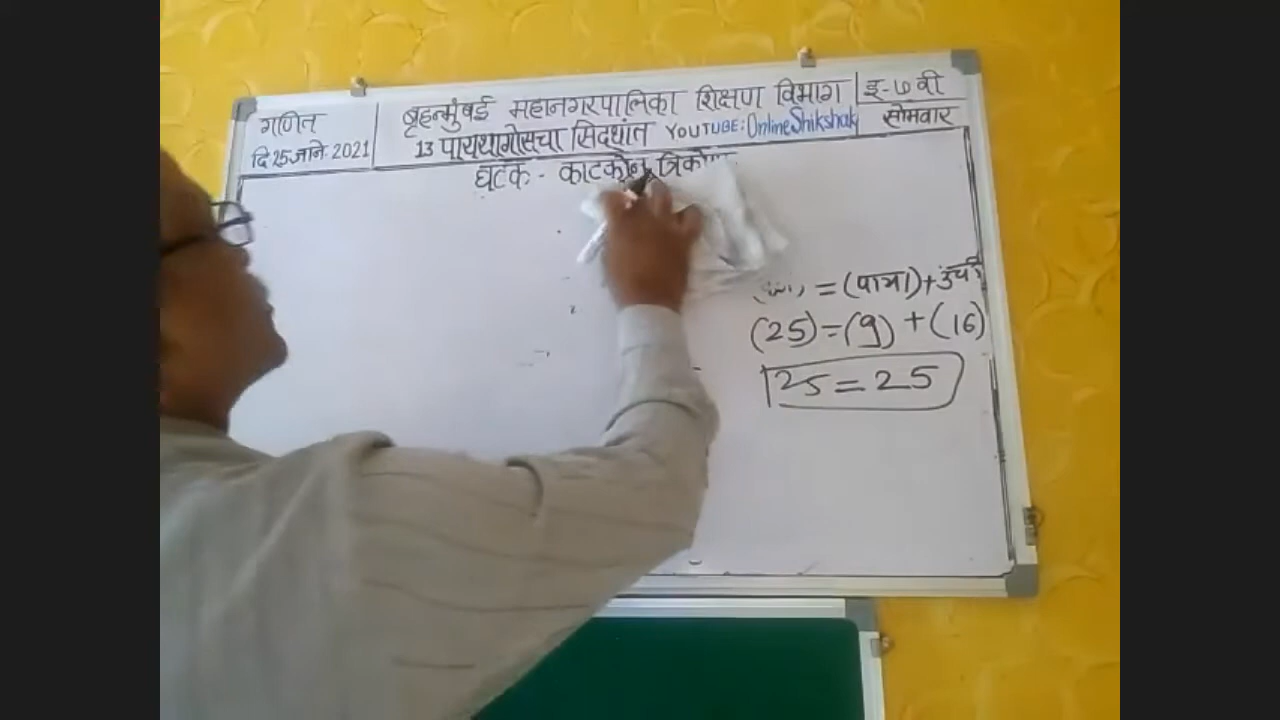 गणित
दि 25 जाने 2021
बृहन्मुंबई महानगरपालिका शिक्षण विभाग
इ-७ वी
13 पायथागोसचा सिद्धांत YOUTUBE: OnlineShikshak
सोमवार
घटक - काटकोन त्रिकोण
= (पाया) + उंची
(25) = (9) + (16)
25 = 25